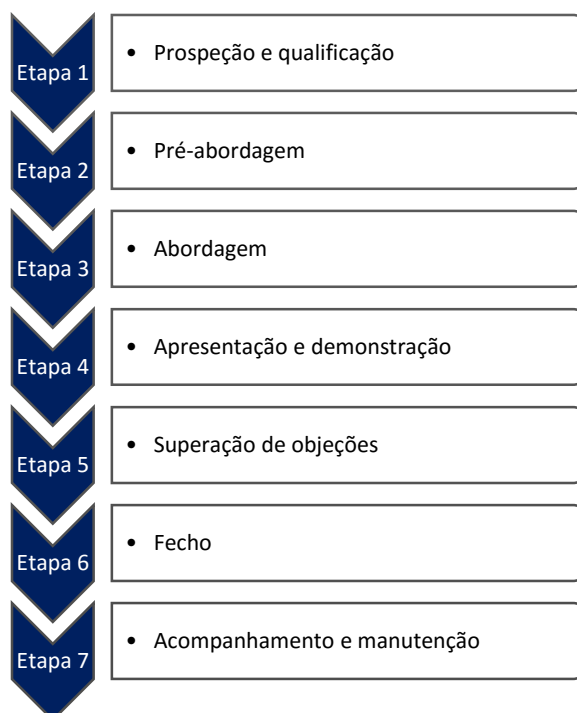 Etapa 1
• Prospeção e qualificação
Etapa 2
• Pré-abordagem
Etapa 3
• Abordagem
Etapa 4
• Apresentação e demonstração
Etapa 5
• Superação de objeções
Etapa 6
• Fecho
Etapa 7
• Acompanhamento e manutenção